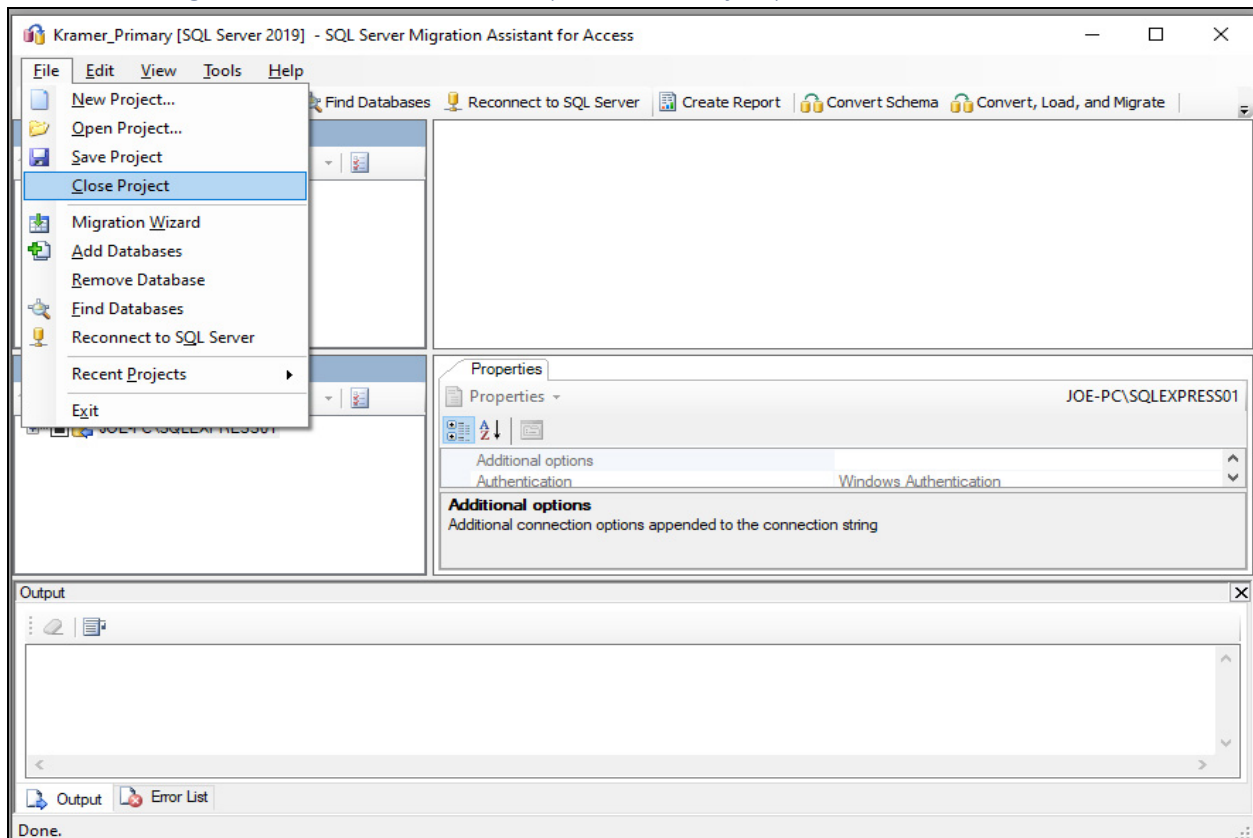 Kramer_Primary [SQL Server 2019] - SQL Server Migration Assistant for Access
File Edit View Tools Help
Find Databases Reconnect to SQL Server Create Report Convert Schema Convert, Load, and Migrate
New Project...
Open Project...
Save Project
Close Project
Migration Wizard
Add Databases
Remove Database
Find Databases
Reconnect to SQL Server
Recent Projects
Exit
JOE-PC\SQLEXPRESS01
Properties
Properties
JOE-PC\SQLEXPRESS01
Additional options
Authentication Windows Authentication
Additional options
Additional connection options appended to the connection string
Output
Output Error List
Done.